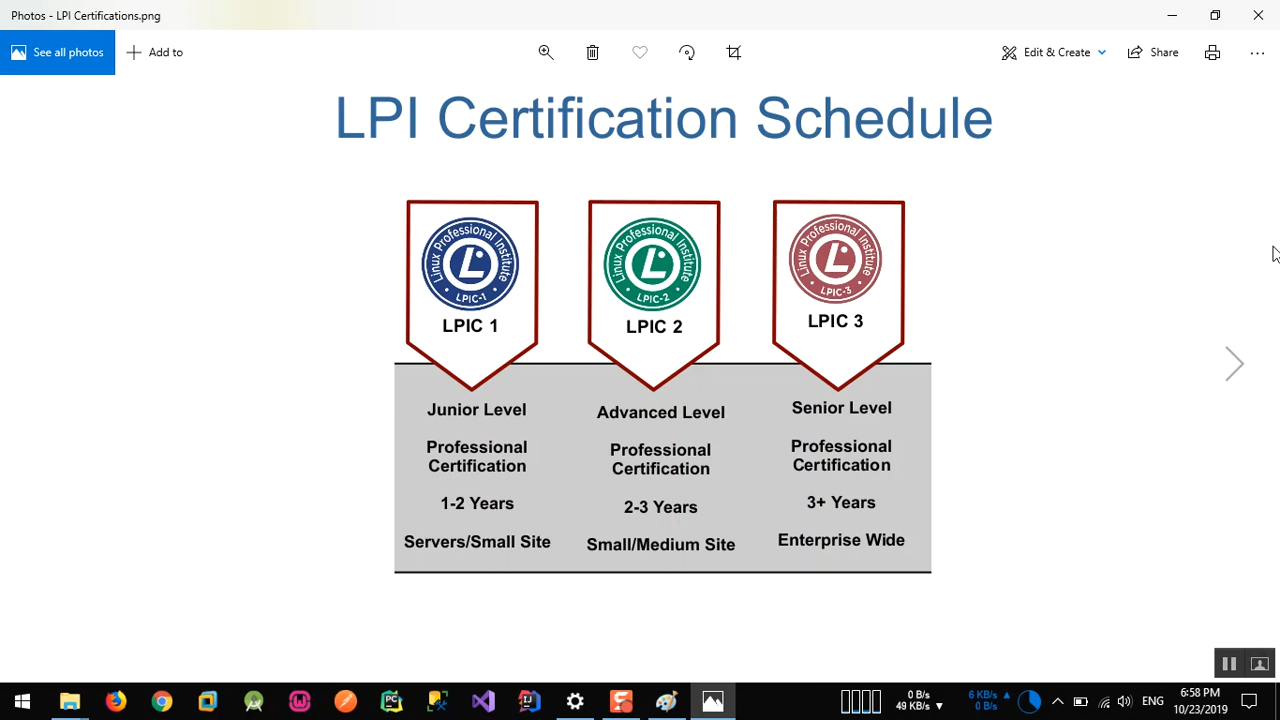 Photos - LPI Certifications.png
See all photos
Add to
Edit & Create
Share
LPI Certification Schedule
Linux Professional Institute
LPIC-1
LPIC 1
Linux Professional Institute
LPIC-2
LPIC 2
Linux Professional Institute
LPIC-3
LPIC 3
Junior Level
Professional
Certification
1-2 Years
Servers/Small Site
Advanced Level
Professional
Certification
2-3 Years
Small/Medium Site
Senior Level
Professional
Certification
3+ Years
Enterprise Wide
PC
IJ
0 B/s
49 KB/s
6 KB/s
0 B/s
ENG
6:58 PM
10/23/2019